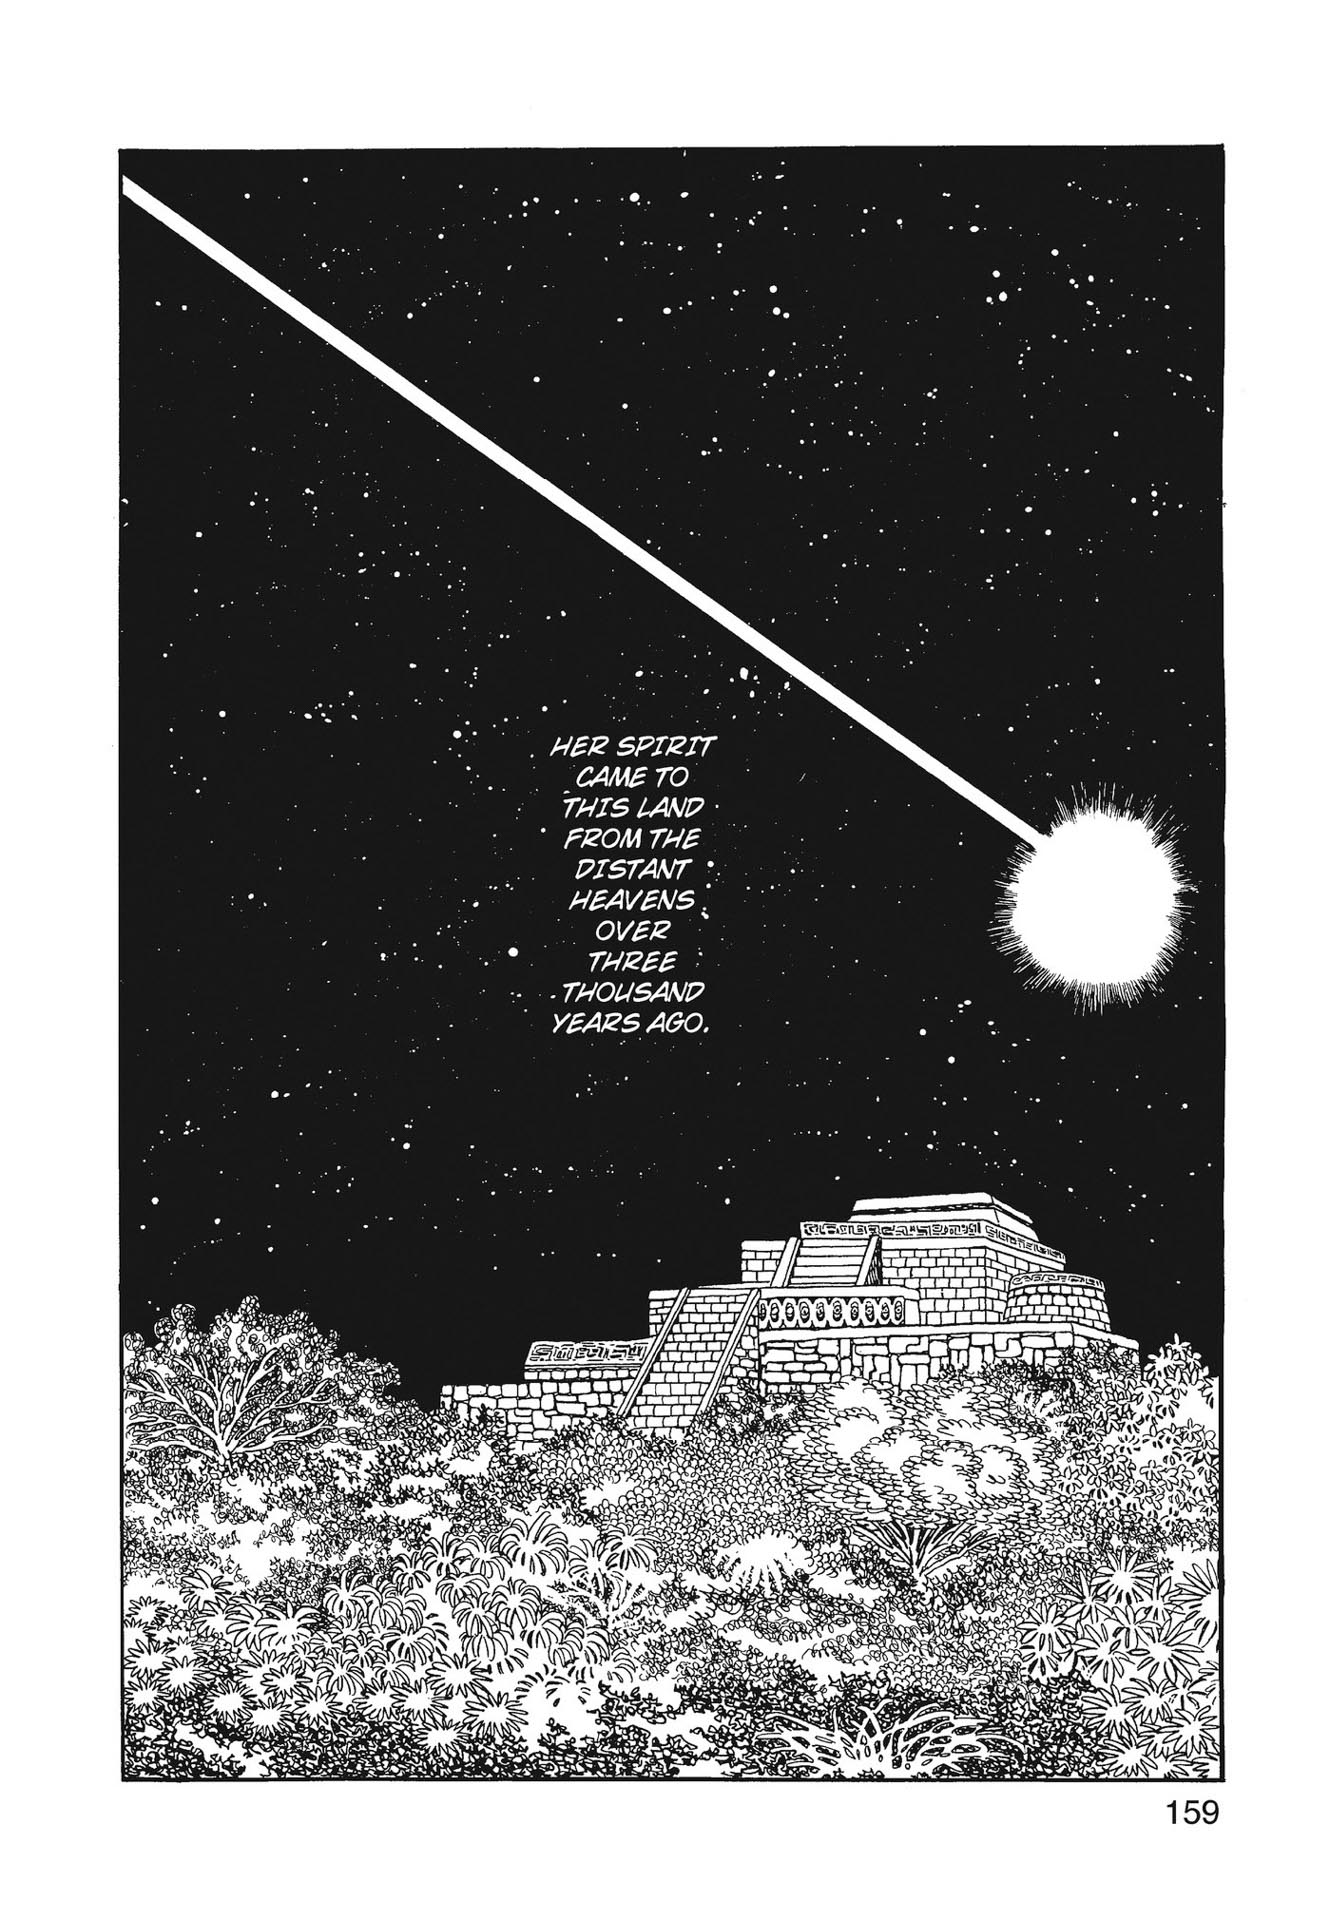 HER SPIRIT
CAME TO
THIS LAND
FROM THE
DISTANT
HEAVENS
OVER
THREE
THOUSAND
YEARS AGO.
159